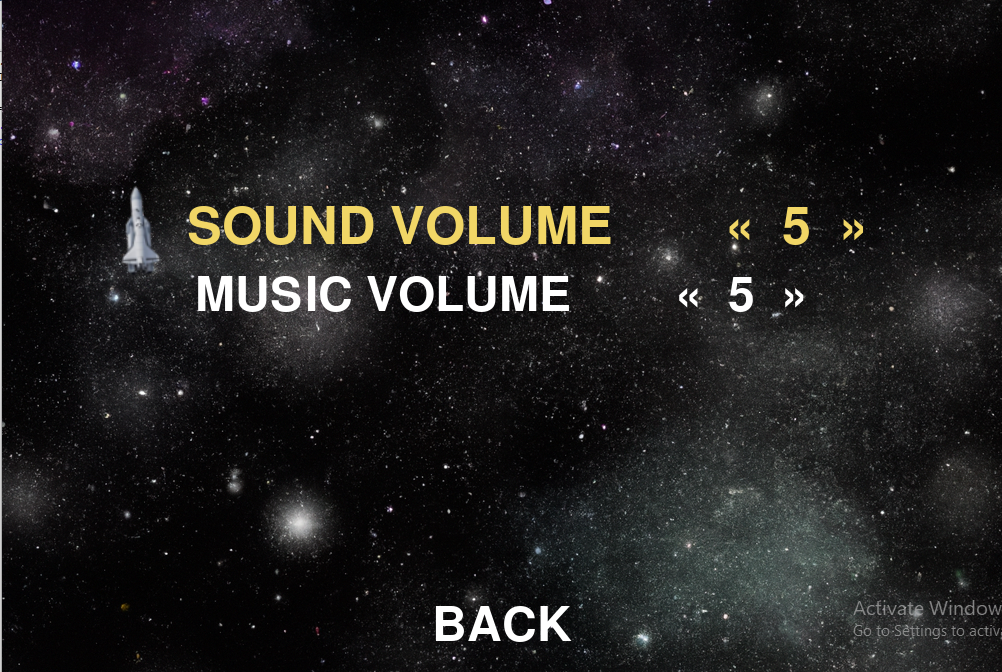 SOUND VOLUME « 5 »
MUSIC VOLUME « 5 »
BACK
Activate Window
Go to Settings to activ